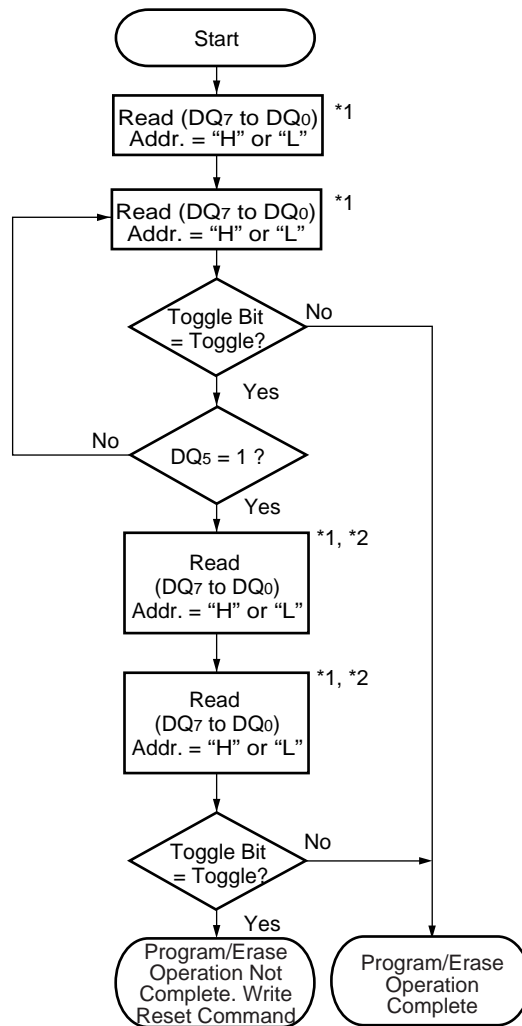 Start
Read (DQ7 to DQ0)
Addr. = “H” or “L”
*1
Read (DQ7 to DQ0)
Addr. = “H” or “L”
*1
Toggle Bit
= Toggle?
No
Yes
No
DQ5 = 1 ?
Yes
*1, *2
Read
(DQ7 to DQ0)
Addr. = “H” or “L”
*1, *2
Read
(DQ7 to DQ0)
Addr. = “H” or “L”
Toggle Bit
= Toggle?
No
Yes
Program/Erase
Operation Not
Complete. Write
Reset Command
Program/Erase
Operation
Complete